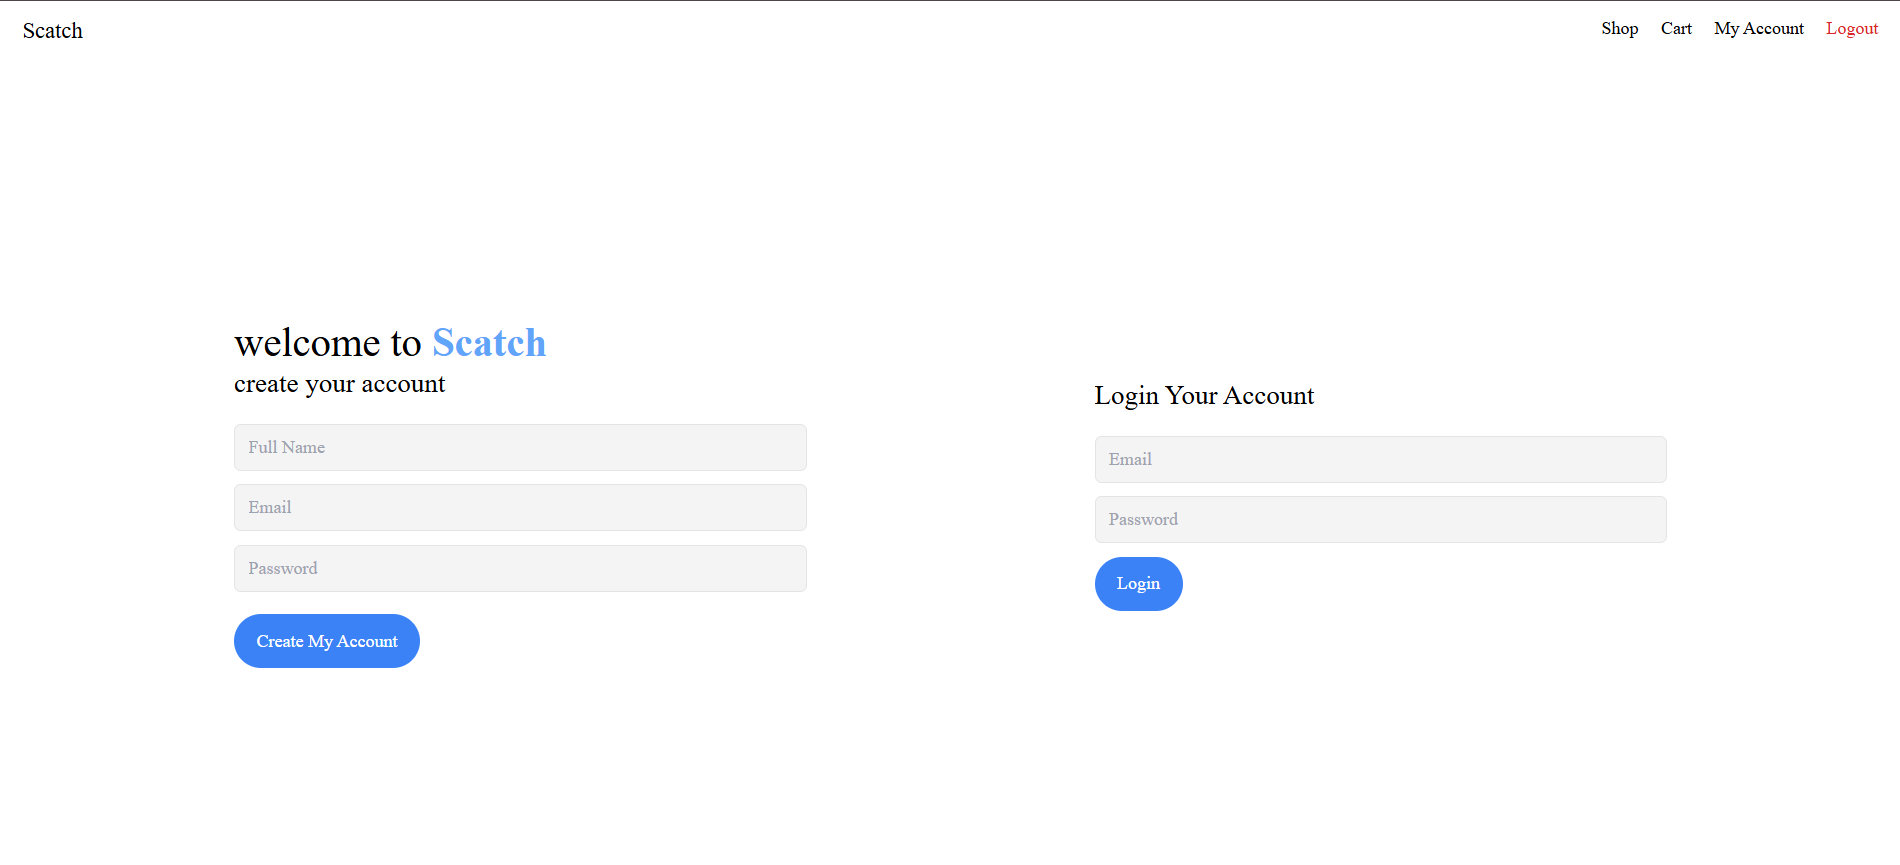 Scatch
Shop Cart My Account Logout
welcome to Scatch
create your account
Full Name
Email
Password
Create My Account
Login Your Account
Email
Password
Login